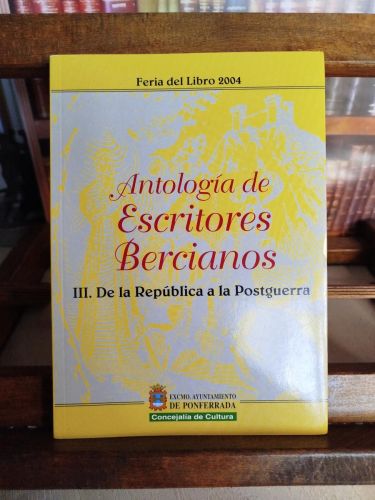 Feria del Libro 2004
Antología de
Escritores
Bercianos
III. De la República a la Postguerra
EXCMO. AYUNTAMIENTO
DE PONFERRADA
Concejalía de Cultura